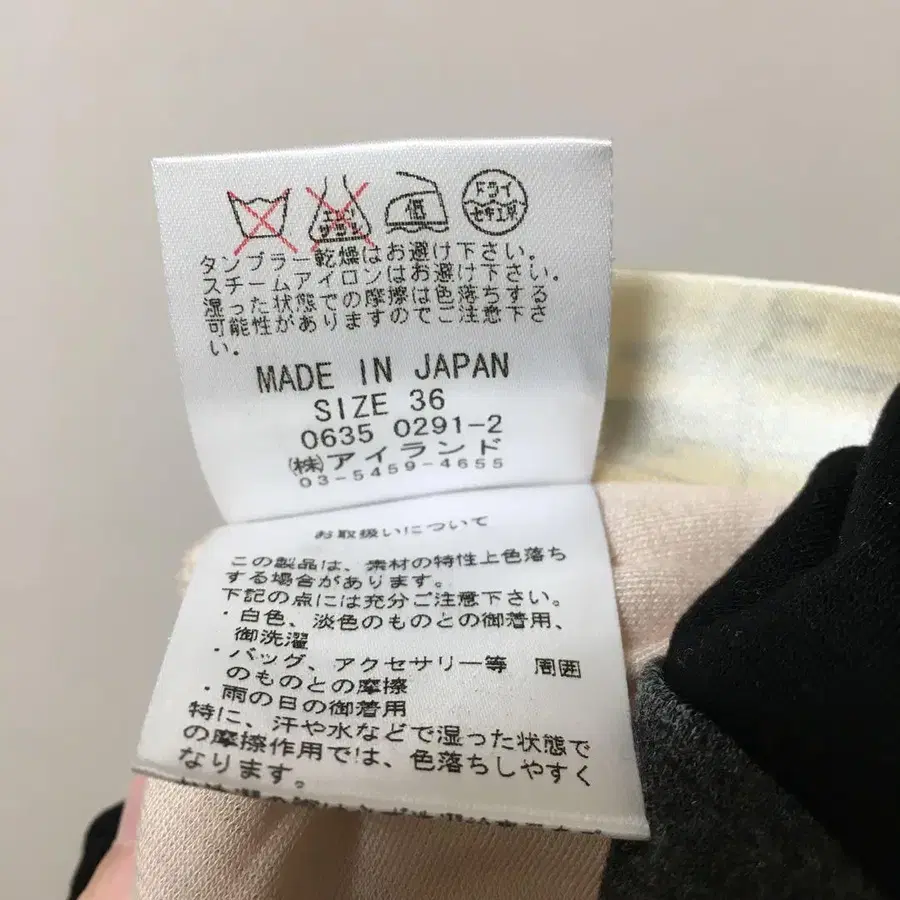 エンソ
サラシ
低
ドライ
セキユ系
タンブラー乾燥はお避け下さい。
スチームアイロンはお避け下さい。
湿った状態での摩擦は色落ちする
可能性がありますのでご注意下さ
い。
MADE IN JAPAN
SIZE 36
0635 0291-2
(株)アイランド
03-5459-4655
お取扱いについて
この製品は、素材の特性上色落ち
する場合があります。
下記の点には充分ご注意下さい。
・白色、淡色のものとの御着用、
御洗濯
・バッグ、アクセサリー等 周囲
のものとの摩擦
・雨の日の御着用
特に、汗や水などで湿った状態で
の摩擦作用では、色落ちしやすく
なります。